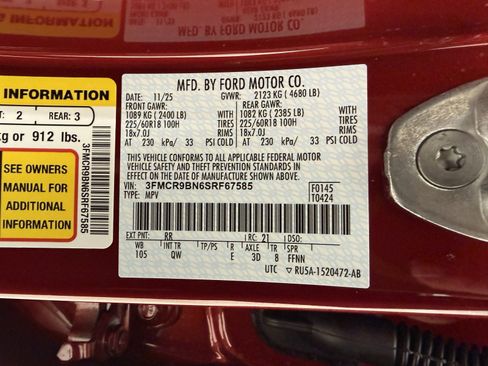 MFD. BY FORD MOTOR
G INFORMATION
INFORMATION
2 REAR: 3
kg or 912 lbs.
SEE OWNERS
MANUAL FOR
ADDITIONAL
INFORMATION
3FMCR9BN6SRF67585
MFD. BY FORD MOTOR CO.
DATE: 11/25 GVWR: 2123 KG ( 4680 LB)
FRONT GAWR: REAR GAWR:
1089 KG ( 2400 LB) 1082 KG ( 2385 LB)
225/60R18 100H TIRES 225/60R18 100H TIRES
18x7.0J RIMS 18x7.0J RIMS
AT 230 kPa/ 33 PSI COLD AT 230 kPa/ 33 PSI COLD
THIS VEHICLE CONFORMS TO ALL APPLICABLE FEDERAL MOTOR
VEHICLE SAFETY AND THEFT PREVENTION STANDARDS IN
EFFECT ON THE DATE OF MANUFACTURE SHOWN ABOVE.
VIN: 3FMCR9BN6SRF67585 F0145
TYPE: MPV T0424
EXT PNT: RR RC: 21 DSO:
WB INT TR TP/PS R AXLE TR SPR
105 QW E 3D 8 FFNN
UTC RU5A-1520472-AB